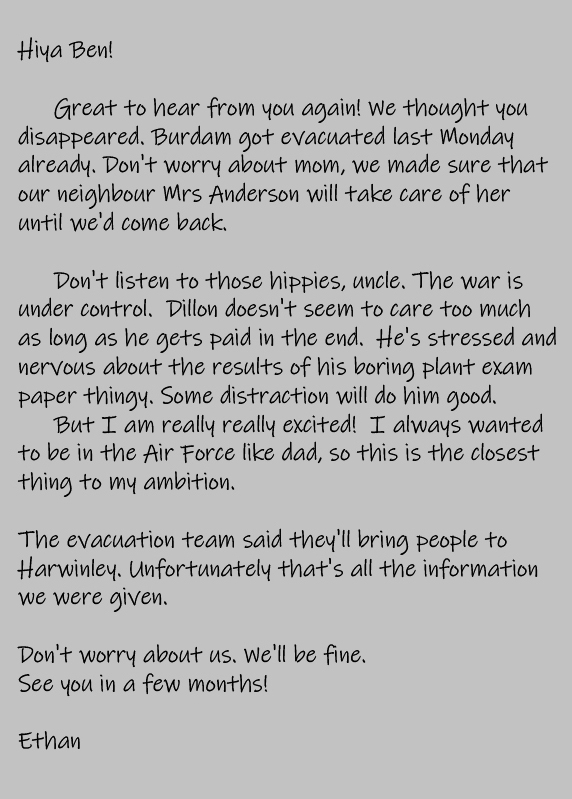 Hiya Ben!
Great to hear from you again! We thought you
disappeared. Burdam got evacuated last Monday
already. Don't worry about mom, we made sure that
our neighbour Mrs Anderson will take care of her
until we'd come back.
Don't listen to those hippies, uncle. The war is
under control. Dillon doesn't seem to care too much
as long as he gets paid in the end. He's stressed and
nervous about the results of his boring plant exam
paper thingy. Some distraction will do him good.
But I am really really excited! I always wanted
to be in the Air Force like dad, so this is the closest
thing to my ambition.
The evacuation team said they'll bring people to
Harwinley. Unfortunately that's all the information
we were given.
Don't worry about us. We'll be fine.
See you in a few months!
Ethan